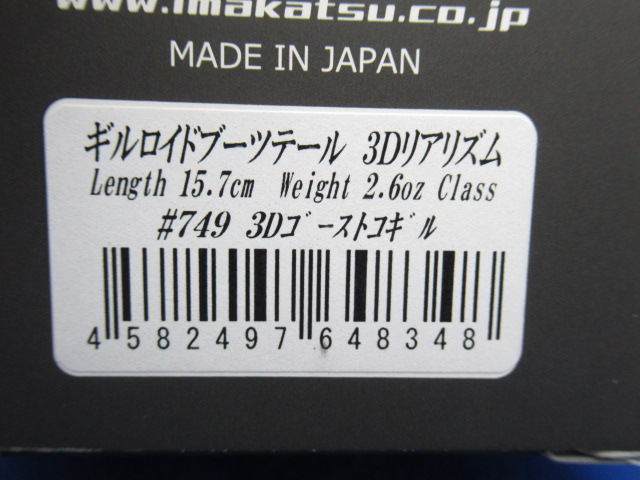 www.imakatsu.co.jp
MADE IN JAPAN
ギルロイドブーツテール 3Dリアリズム
Length 15.7cm Weight 2.6oz Class
#749 3Dｺﾞｰｽﾄｺｷﾞﾙ
4 582497 648348